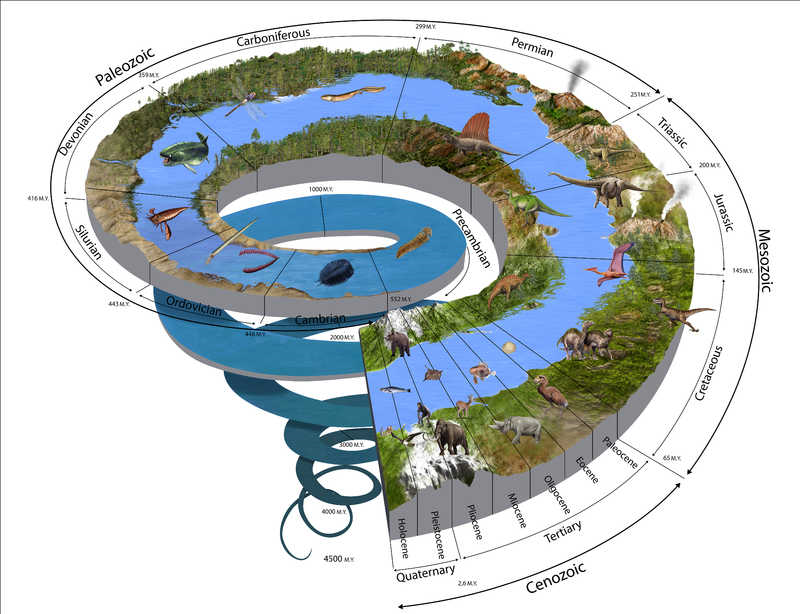 4500 M.Y.
4000 M.Y.
3000 M.Y.
2000 M.Y.
1000 M.Y.
Precambrian
552 M.Y.
Cambrian
Paleozoic
Ordovician
443 M.Y.
Silurian
416 M.Y.
Devonian
359 M.Y.
Carboniferous
299 M.Y.
Permian
251 M.Y.
Mesozoic
Triassic
200 M.Y.
Jurassic
145 M.Y.
Cretaceous
65 M.Y.
Cenozoic
Tertiary
Paleocene
Eocene
Oligocene
Miocene
Pliocene
2,6 M.Y.
Quaternary
Pleistocene
Holocene